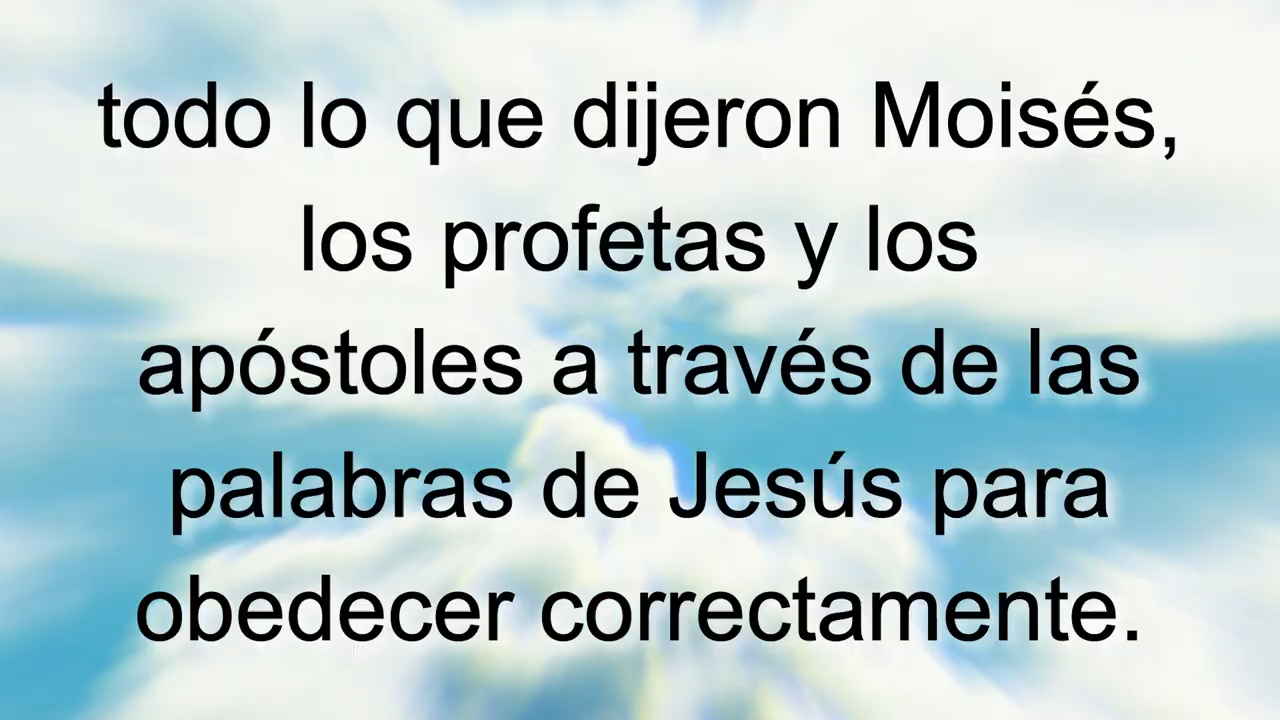 todo lo que dijeron Moisés,
los profetas y los
apóstoles a través de las
palabras de Jesús para
obedecer correctamente.